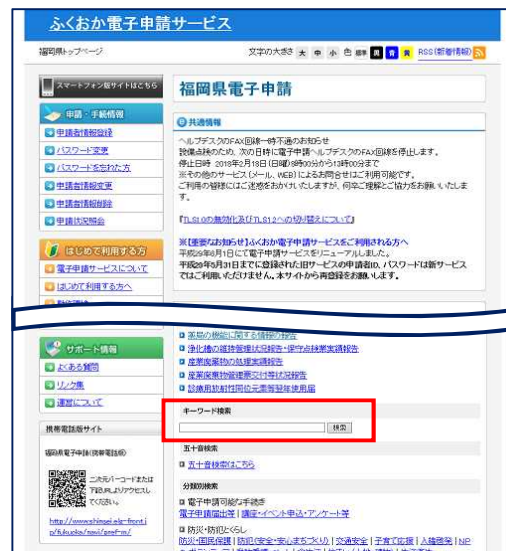 ふくおか電子申請サービス
福岡県トップページ
文字の大きさ 大 中 小 色 標準 黒 青 黄 RSS(新着情報)
スマートフォン版サイトはこちら
申請・手続情報
申請者情報登録
パスワード変更
パスワードを忘れた方
申請者情報変更
申請者情報削除
申請状況照会
はじめて利用する方
電子申請サービスについて
はじめて利用する方へ
福岡県電子申請
共通情報
ヘルプデスクのFAX回線一時不通のお知らせ
設備点検のため、次の日時に電子申請ヘルプデスクのFAX回線を停止します。
停止日時 2018年2月18日(日曜)8時00分から13時00分まで
※その他のサービス(メール、WEB)によるお問合せはご利用可能です。
ご利用の皆様にはご迷惑をおかけいたしますが、何卒ご理解とご協力をお願いいたしま
す。
『TLS1.0の無効化及びTLS1.2への切り替えについて』
※【重要なお知らせ】ふくおか電子申請サービスをご利用される方へ
平成29年6月1日にて電子申請サービスをリニューアルしました。
平成29年5月31日までに登録された旧サービスの申請者ID、パスワードは新サービス
ではご利用いただけません。本サイトから再登録をお願いします。
サポート情報
よくある質問
リンク集
運営について
携帯電話版サイト
福岡県電子申請(携帯電話版)
二次元バーコードまたは
下記URLよりアクセスし
てください。
http://www.shinsei.elg-front.j
p/fukuoka/navi/pref-m/
薬局の機能に関する情報の報告
浄化槽の維持管理状況報告・保守点検業実績報告
産業廃棄物の処理実績報告
産業廃棄物管理票交付等状況報告
診療用放射性同位元素等翌年使用届
キーワード検索
検索
五十音検索
五十音検索はこちら
分類別検索
電子申請可能な手続き
電子申請届出等 | 講座・イベント申込・アンケート等
防災・防犯とくらし
防災・国民保護 | 防犯(安全・安心まちづくり) | 交通安全 | 子育て応援 | 人権啓発 | NP